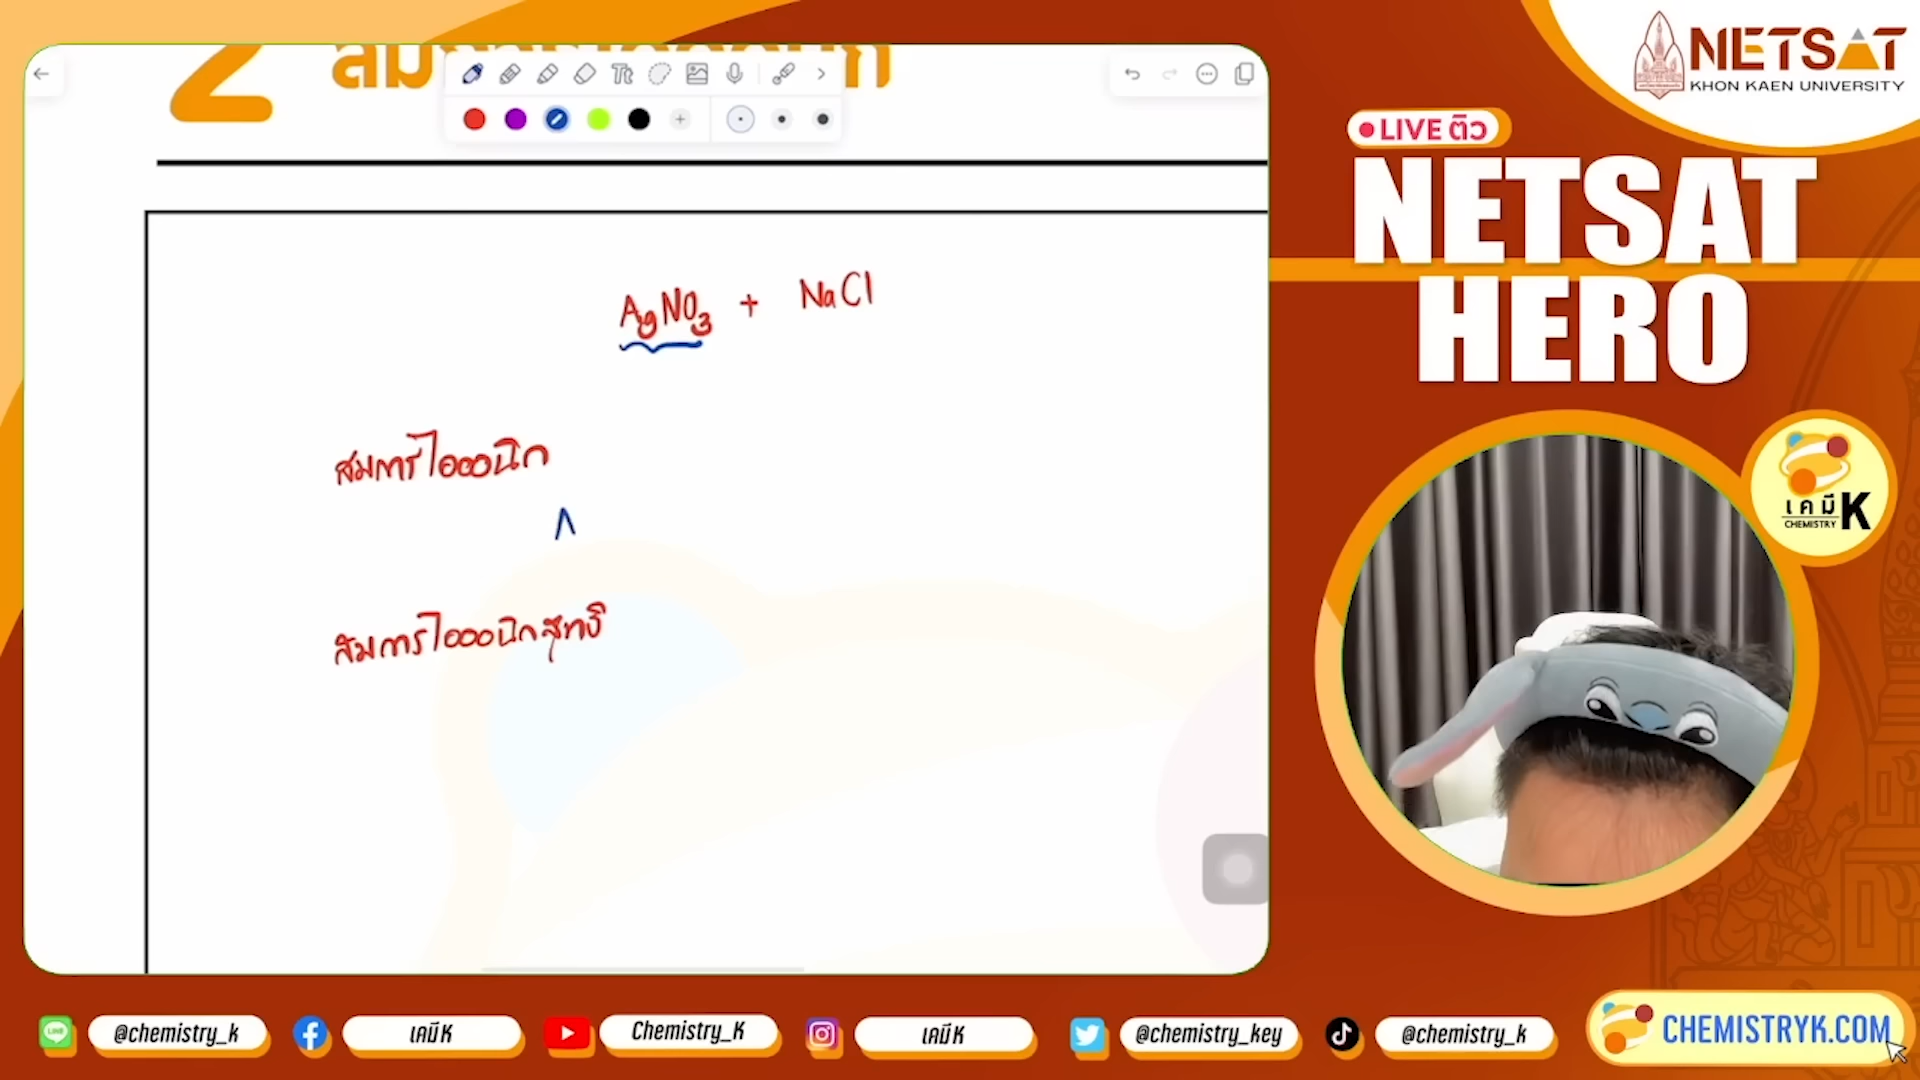 2
NETSAT
KHON KAEN UNIVERSITY
LIVE ติว
NETSAT
HERO
AgNO3 + NaCl
สมการไอออนิก
สมการไอออนิกสุทธิ
เคมี K
CHEMISTRY
@chemistry_k
เคมี K
Chemistry_K
เคมี K
@chemistry_key
@chemistry_k
CHEMISTRYK.COM